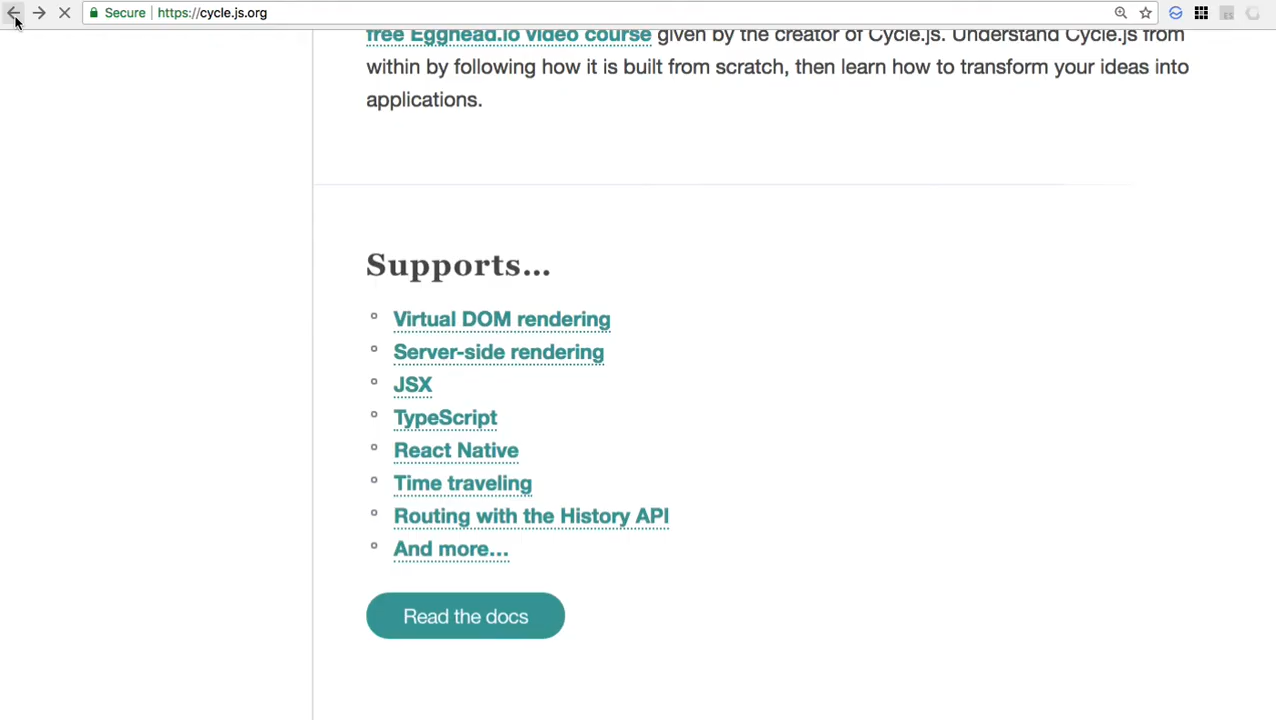 Secure https://cycle.js.org
free Egghead.io video course given by the creator of Cycle.js. Understand Cycle.js from
within by following how it is built from scratch, then learn how to transform your ideas into
applications.
Supports...
Virtual DOM rendering
Server-side rendering
JSX
TypeScript
React Native
Time traveling
Routing with the History API
And more...
Read the docs